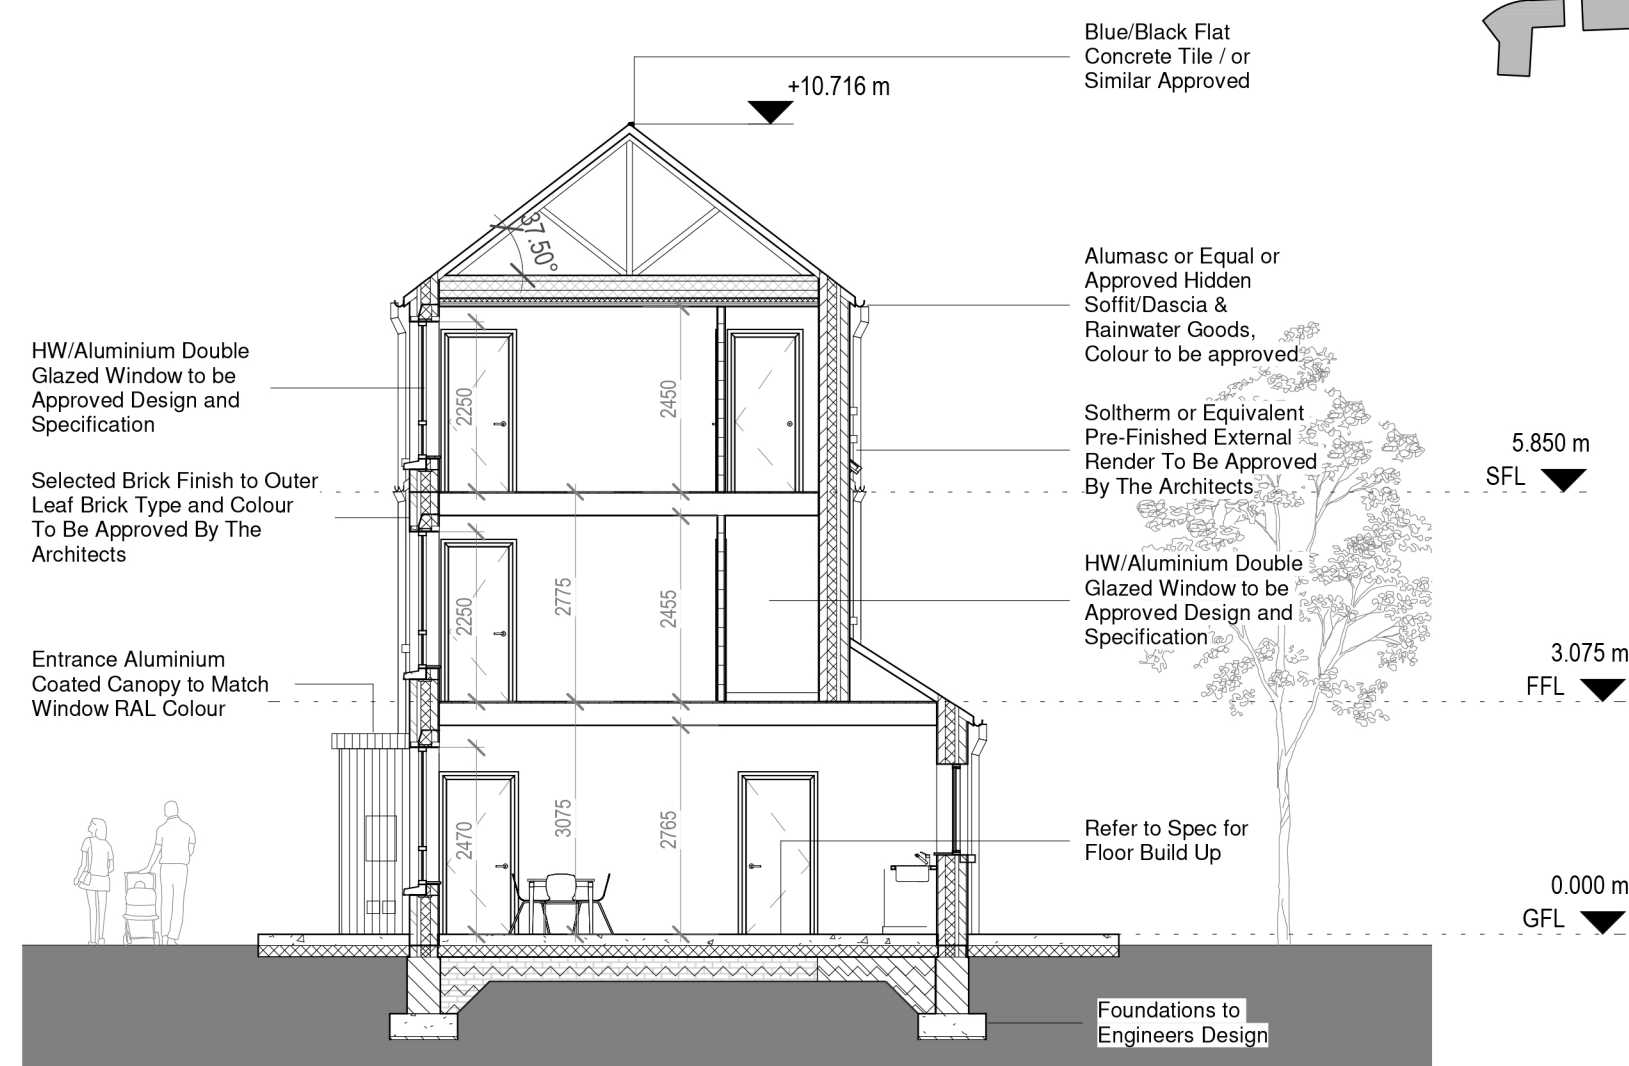 Blue/Black Flat
Concrete Tile / or
Similar Approved
+10.716 m
37.50°
Alumasc or Equal or
Approved Hidden
Soffit/Dascia &
Rainwater Goods,
Colour to be approved
HW/Aluminium Double
Glazed Window to be
Approved Design and
Specification
2250
2450
Soltherm or Equivalent
Pre-Finished External
Render To Be Approved
By The Architects
5.850 m
SFL
Selected Brick Finish to Outer
Leaf Brick Type and Colour
To Be Approved By The
Architects
HW/Aluminium Double
Glazed Window to be
Approved Design and
Specification
2250
2775
2455
Entrance Aluminium
Coated Canopy to Match
Window RAL Colour
3.075 m
FFL
2470
3075
2765
Refer to Spec for
Floor Build Up
0.000 m
GFL
Foundations to
Engineers Design